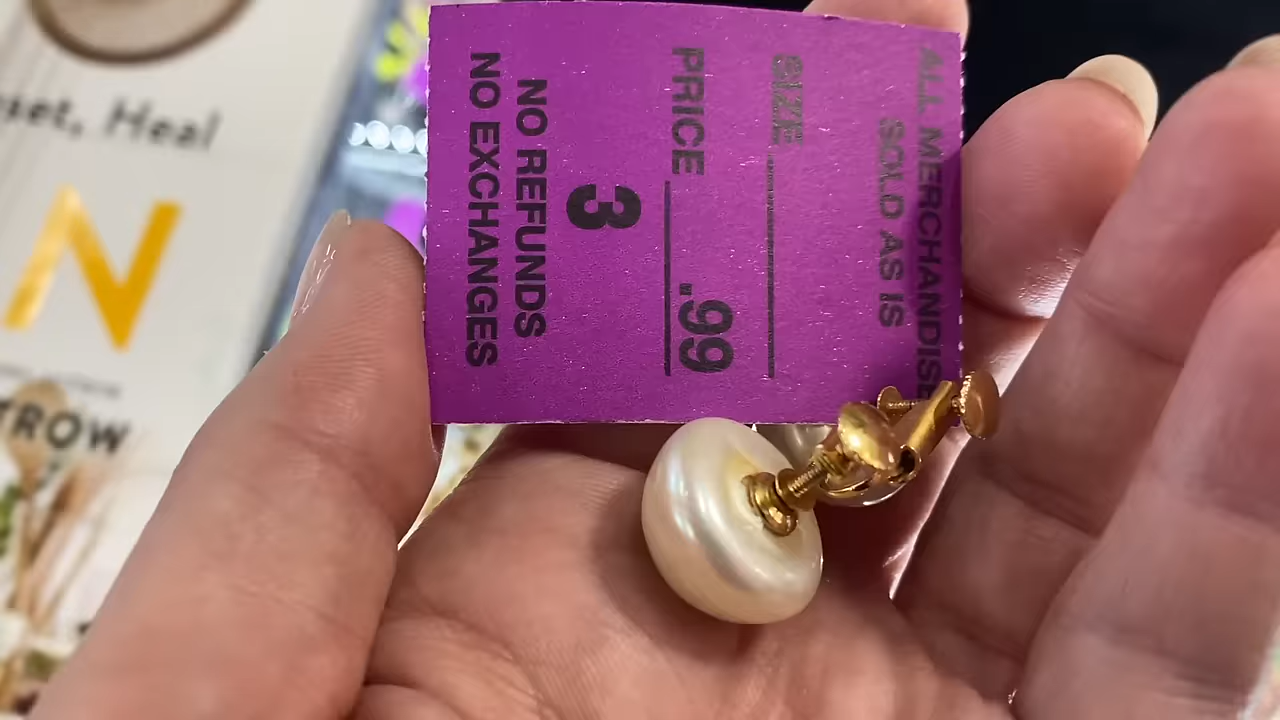 set, Heal
N
ROW
ALL MERCHANDISE
SOLD AS IS
SIZE
PRICE .99
3
NO REFUNDS
NO EXCHANGES